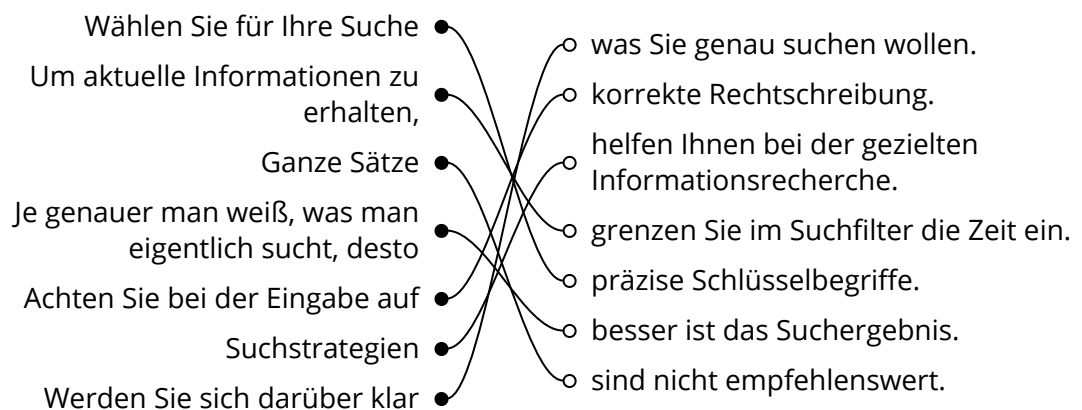 Wählen Sie für Ihre Suche
Um aktuelle Informationen zu
erhalten,
Ganze Sätze
Je genauer man weiß, was man
eigentlich sucht, desto
Achten Sie bei der Eingabe auf
Suchstrategien
Werden Sie sich darüber klar
was Sie genau suchen wollen.
korrekte Rechtschreibung.
helfen Ihnen bei der gezielten
Informationsrecherche.
grenzen Sie im Suchfilter die Zeit ein.
präzise Schlüsselbegriffe.
besser ist das Suchergebnis.
sind nicht empfehlenswert.